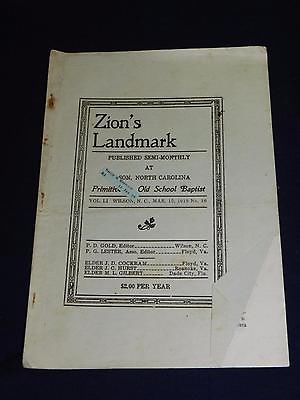 Zion's
Landmark
PUBLISHED SEMI-MONTHLY
AT
SON, NORTH CAROLINA
Primitive Old School Baptist
VOL. LI WILSON, N. C., MAR. 15, 1918 No.
P. D. GOLD, Editor Wilson, N. C.
P. G. LESTER, Asso. Editor Floyd, Va.
ELDER J. D. COCKRAM Floyd, Va.
ELDER J. C. HURST Roanoke, Va.
ELDER M. L. GILBERT Dade City, Fla.
$2.00 PER YEAR